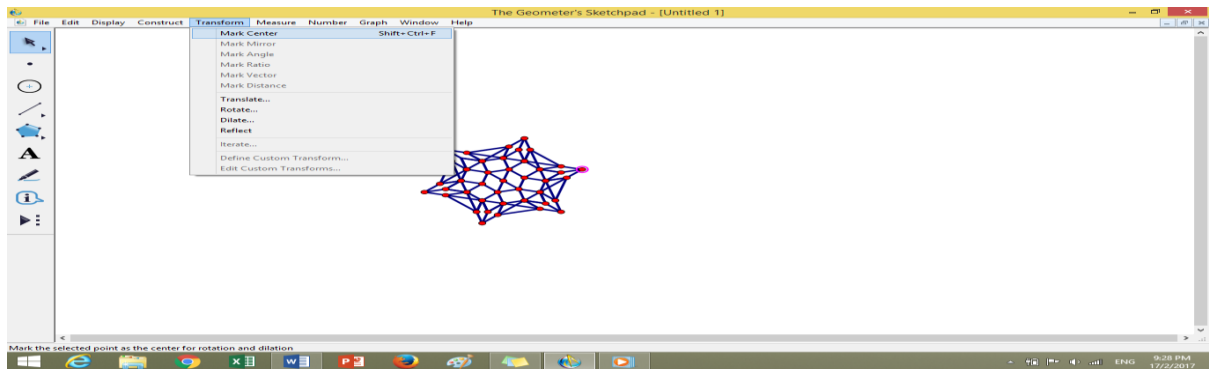 The Geometer's Sketchpad - [Untitled 1]
File Edit Display Construct Transform Measure Number Graph Window Help
Mark Center Shift+Ctrl+F
Mark Mirror
Mark Angle
Mark Ratio
Mark Vector
Mark Distance
Translate...
Rotate...
Dilate...
Reflect
Iterate...
Define Custom Transform...
Edit Custom Transforms...
A
Mark the selected point as the center for rotation and dilation
ENG 9:28 PM
17/2/2017